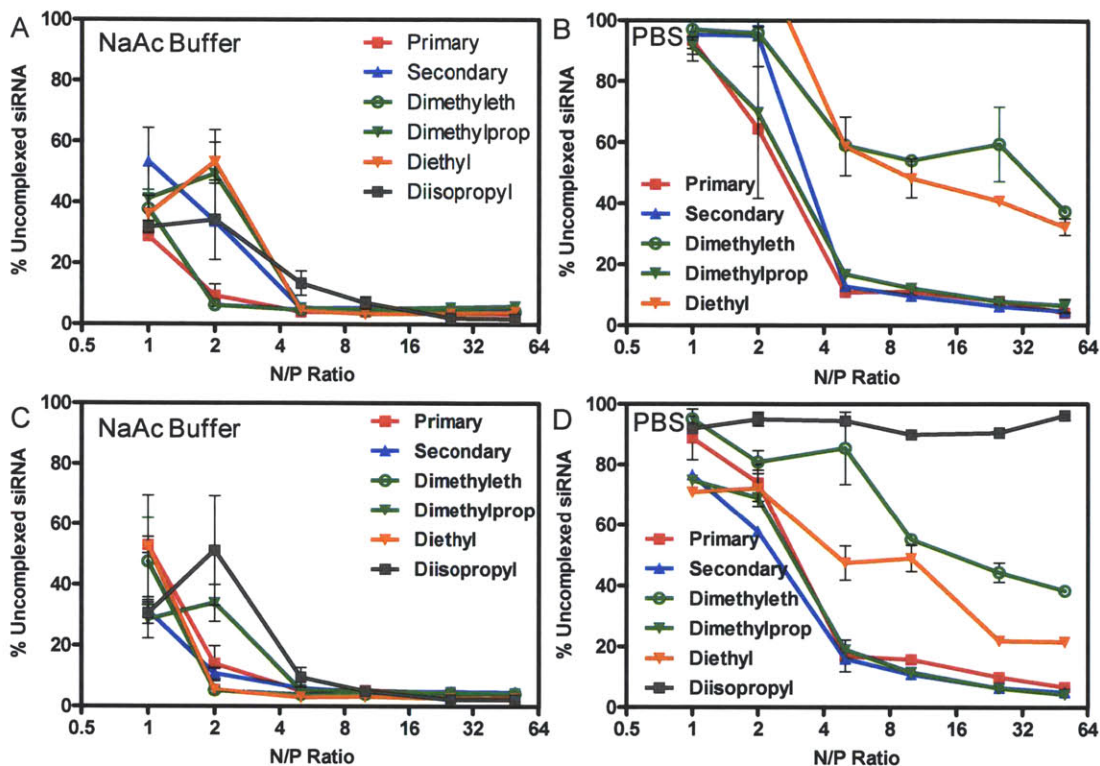 A
NaAc Buffer
Primary
Secondary
Dimethyleth
Dimethylprop
Diethyl
Diisopropyl
% Uncomplexed siRNA
100
80
60
40
20
0
0.5 1 2 4 8 16 32 64
N/P Ratio
B
PBS
Primary
Secondary
Dimethyleth
Dimethylprop
Diethyl
% Uncomplexed siRNA
100
80
60
40
20
0
0.5 1 2 4 8 16 32 64
N/P Ratio
C
NaAc Buffer
Primary
Secondary
Dimethyleth
Dimethylprop
Diethyl
Diisopropyl
% Uncomplexed siRNA
100
80
60
40
20
0
0.5 1 2 4 8 16 32 64
N/P Ratio
D
PBS
Primary
Secondary
Dimethyleth
Dimethylprop
Diethyl
Diisopropyl
% Uncomplexed siRNA
100
80
60
40
20
0
0.5 1 2 4 8 16 32 64
N/P Ratio